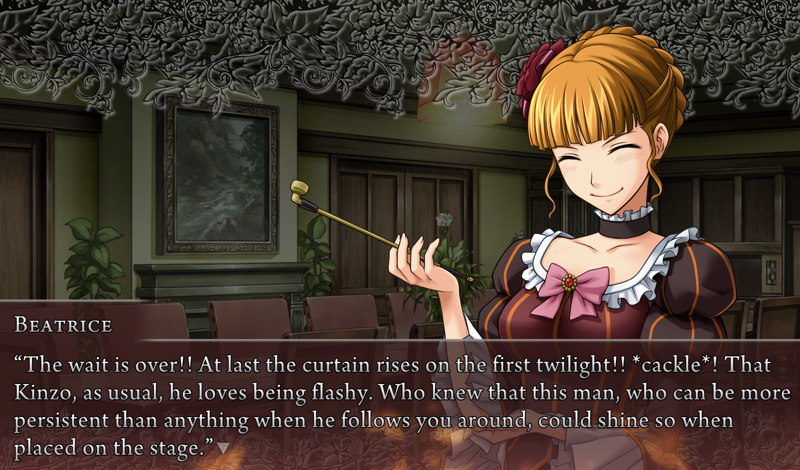 Beatrice
“The wait is over!! At last the curtain rises on the first twilight!! *cackle*! That
Kinzo, as usual, he loves being flashy. Who knew that this man, who can be more
persistent than anything when he follows you around, could shine so when
placed on the stage.”